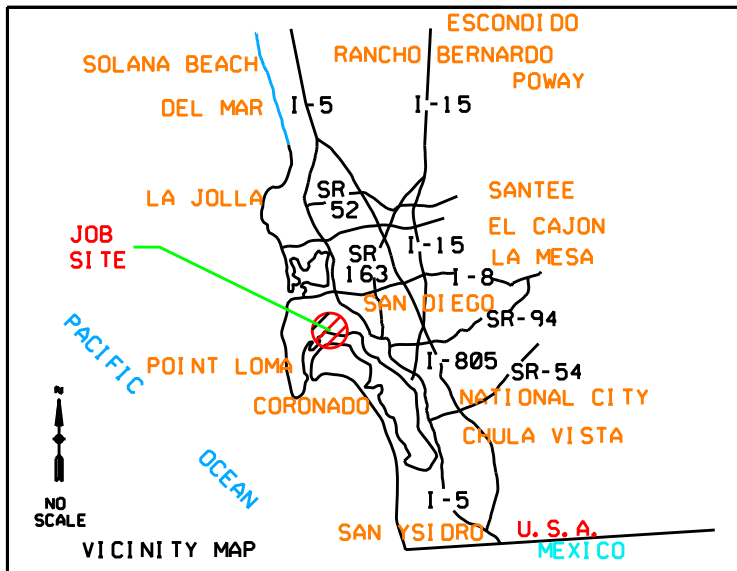 ESCONDIDO
RANCHO BERNARDO
SOLANA BEACH
POWAY
DEL MAR
I-5
I-15
LA JOLLA
SR
52
SANTEE
EL CAJON
JOB
SITE
I-15
LA MESA
SR
163
I-8
SAN DIEGO
SR-94
PACIFIC
POINT LOMA
I-805
SR-54
CORONADO
NATIONAL CITY
CHULA VISTA
OCEAN
N
NO
SCALE
I-5
SAN YSIDRO
U.S.A.
MEXICO
VICINITY MAP